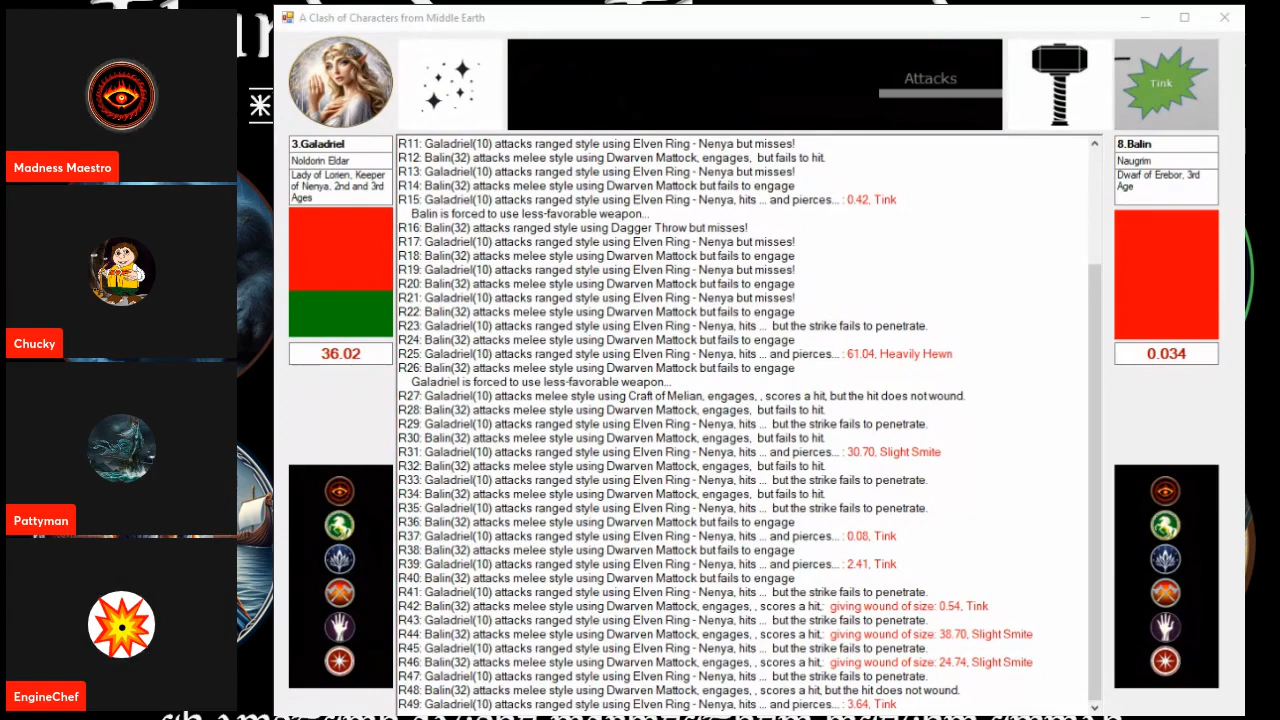 A Clash of Characters from Middle Earth
Attacks
Tink
3.Galadriel
Noldorin Eldar
Lady of Lorien, Keeper
of Nenya, 2nd and 3rd
Ages
36.02
8.Balin
Naugrim
Dwarf of Erebor, 3rd
Age
0.034
R11: Galadriel(10) attacks ranged style using Elven Ring - Nenya but misses!
R12: Balin(32) attacks melee style using Dwarven Mattock, engages,  but fails to hit.
R13: Galadriel(10) attacks ranged style using Elven Ring - Nenya but misses!
R14: Balin(32) attacks melee style using Dwarven Mattock but fails to engage
R15: Galadriel(10) attacks ranged style using Elven Ring - Nenya, hits ... and pierces... : 0.42, Tink
Balin is forced to use less-favorable weapon...
R16: Balin(32) attacks ranged style using Dagger Throw but misses!
R17: Galadriel(10) attacks ranged style using Elven Ring - Nenya but misses!
R18: Balin(32) attacks melee style using Dwarven Mattock but fails to engage
R19: Galadriel(10) attacks ranged style using Elven Ring - Nenya but misses!
R20: Balin(32) attacks melee style using Dwarven Mattock but fails to engage
R21: Galadriel(10) attacks ranged style using Elven Ring - Nenya but misses!
R22: Balin(32) attacks melee style using Dwarven Mattock but fails to engage
R23: Galadriel(10) attacks ranged style using Elven Ring - Nenya, hits ...  but the strike fails to penetrate.
R24: Balin(32) attacks melee style using Dwarven Mattock but fails to engage
R25: Galadriel(10) attacks ranged style using Elven Ring - Nenya, hits ... and pierces... : 61.04, Heavily Hewn
R26: Balin(32) attacks melee style using Dwarven Mattock but fails to engage
Galadriel is forced to use less-favorable weapon...
R27: Galadriel(10) attacks melee style using Craft of Melian, engages, , scores a hit, but the hit does not wound.
R28: Balin(32) attacks melee style using Dwarven Mattock, engages,  but fails to hit.
R29: Galadriel(10) attacks ranged style using Elven Ring - Nenya, hits ...  but the strike fails to penetrate.
R30: Balin(32) attacks melee style using Dwarven Mattock, engages,  but fails to hit.
R31: Galadriel(10) attacks ranged style using Elven Ring - Nenya, hits ... and pierces... : 30.70, Slight Smite
R32: Balin(32) attacks melee style using Dwarven Mattock, engages,  but fails to hit.
R33: Galadriel(10) attacks ranged style using Elven Ring - Nenya, hits ...  but the strike fails to penetrate.
R34: Balin(32) attacks melee style using Dwarven Mattock, engages,  but fails to hit.
R35: Galadriel(10) attacks ranged style using Elven Ring - Nenya, hits ...  but the strike fails to penetrate.
R36: Balin(32) attacks melee style using Dwarven Mattock but fails to engage
R37: Galadriel(10) attacks ranged style using Elven Ring - Nenya, hits ... and pierces... : 0.08, Tink
R38: Balin(32) attacks melee style using Dwarven Mattock but fails to engage
R39: Galadriel(10) attacks ranged style using Elven Ring - Nenya, hits ... and pierces... : 2.41, Tink
R40: Balin(32) attacks melee style using Dwarven Mattock but fails to engage
R41: Galadriel(10) attacks ranged style using Elven Ring - Nenya, hits ...  but the strike fails to penetrate.
R42: Balin(32) attacks melee style using Dwarven Mattock, engages, , scores a hit,:  giving wound of size: 0.54, Tink
R43: Galadriel(10) attacks ranged style using Elven Ring - Nenya, hits ...  but the strike fails to penetrate.
R44: Balin(32) attacks melee style using Dwarven Mattock, engages, , scores a hit,:  giving wound of size: 38.70, Slight Smite
R45: Galadriel(10) attacks ranged style using Elven Ring - Nenya, hits ...  but the strike fails to penetrate.
R46: Balin(32) attacks melee style using Dwarven Mattock, engages, , scores a hit,:  giving wound of size: 24.74, Slight Smite
R47: Galadriel(10) attacks ranged style using Elven Ring - Nenya, hits ...  but the strike fails to penetrate.
R48: Balin(32) attacks melee style using Dwarven Mattock, engages, , scores a hit, but the hit does not wound.
R49: Galadriel(10) attacks ranged style using Elven Ring - Nenya, hits ... and pierces... : 3.64, Tink
Madness Maestro
Chucky
Pattyman
EngineChef